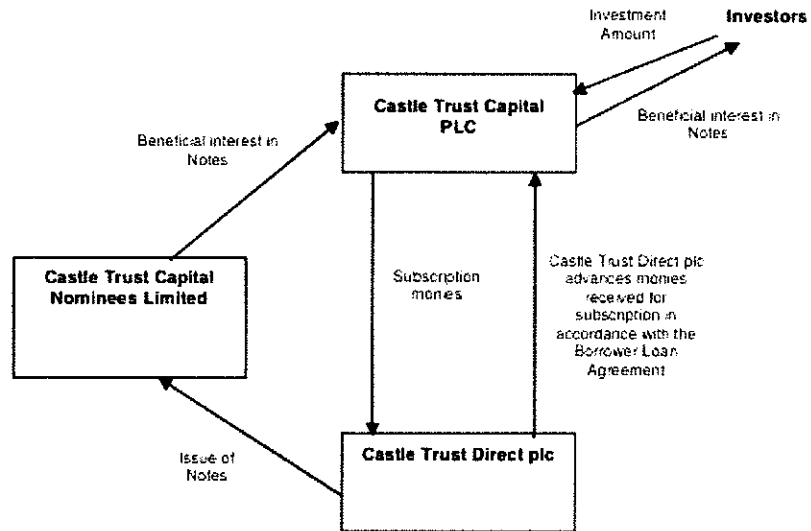 Investment
Amount
Investors
Castle Trust Capital
PLC
Beneficial interest in
Notes
Beneficial interest in
Notes
Castle Trust Capital
Nominees Limited
Subscription
monies
Castle Trust Direct plc
advances monies
received for
subscription in
accordance with the
Borrower Loan
Agreement
Issue of
Notes
Castle Trust Direct plc